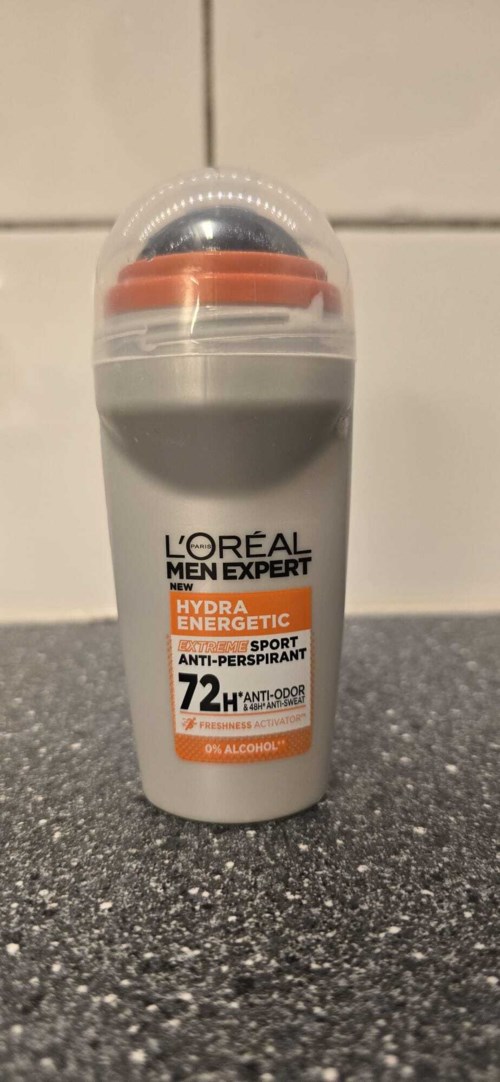 L'ORÉAL
PARIS
MEN EXPERT
NEW
HYDRA
ENERGETIC
EXTREME SPORT
ANTI-PERSPIRANT
72H* ANTI-ODOR
& 48H* ANTI-SWEAT
FRESHNESS ACTIVATOR™
0% ALCOHOL**